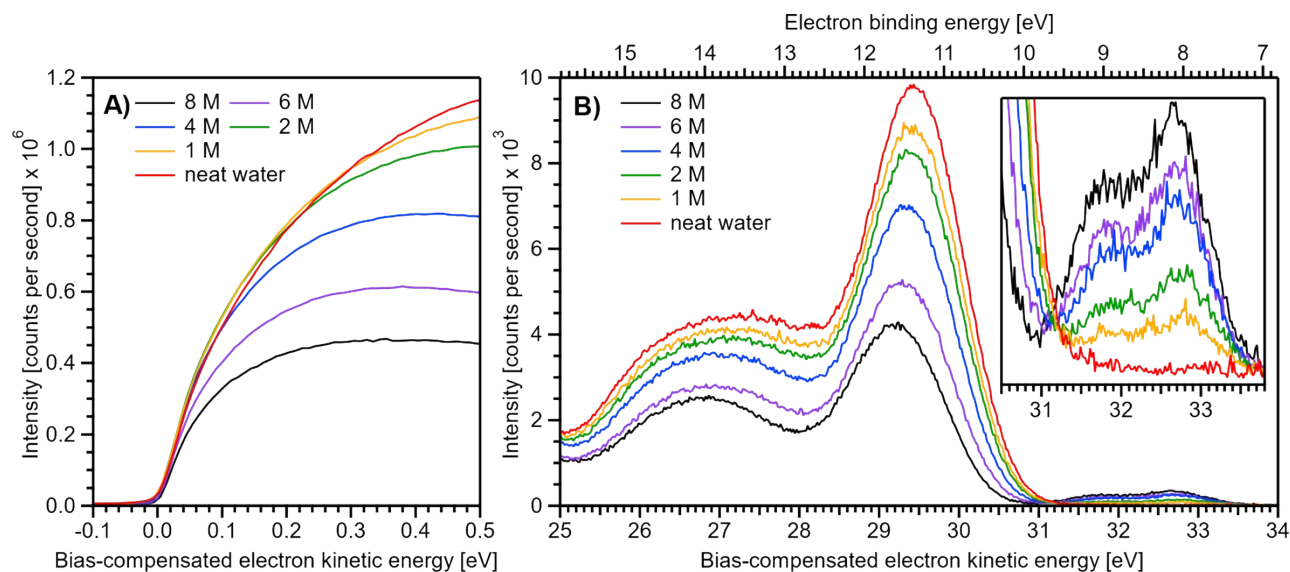 Electron binding energy [eV]
15 14 13 12 11 10 9 8 7
A)
8 M 6 M
4 M 2 M
1 M
neat water
Intensity [counts per second] x 10⁶
1.2
1.0
0.8
0.6
0.4
0.2
0.0
-0.1 0.0 0.1 0.2 0.3 0.4 0.5
Bias-compensated electron kinetic energy [eV]
B)
8 M
6 M
4 M
2 M
1 M
neat water
Intensity [counts per second] x 10³
10
8
6
4
2
0
31 32 33
25 26 27 28 29 30 31 32 33 34
Bias-compensated electron kinetic energy [eV]